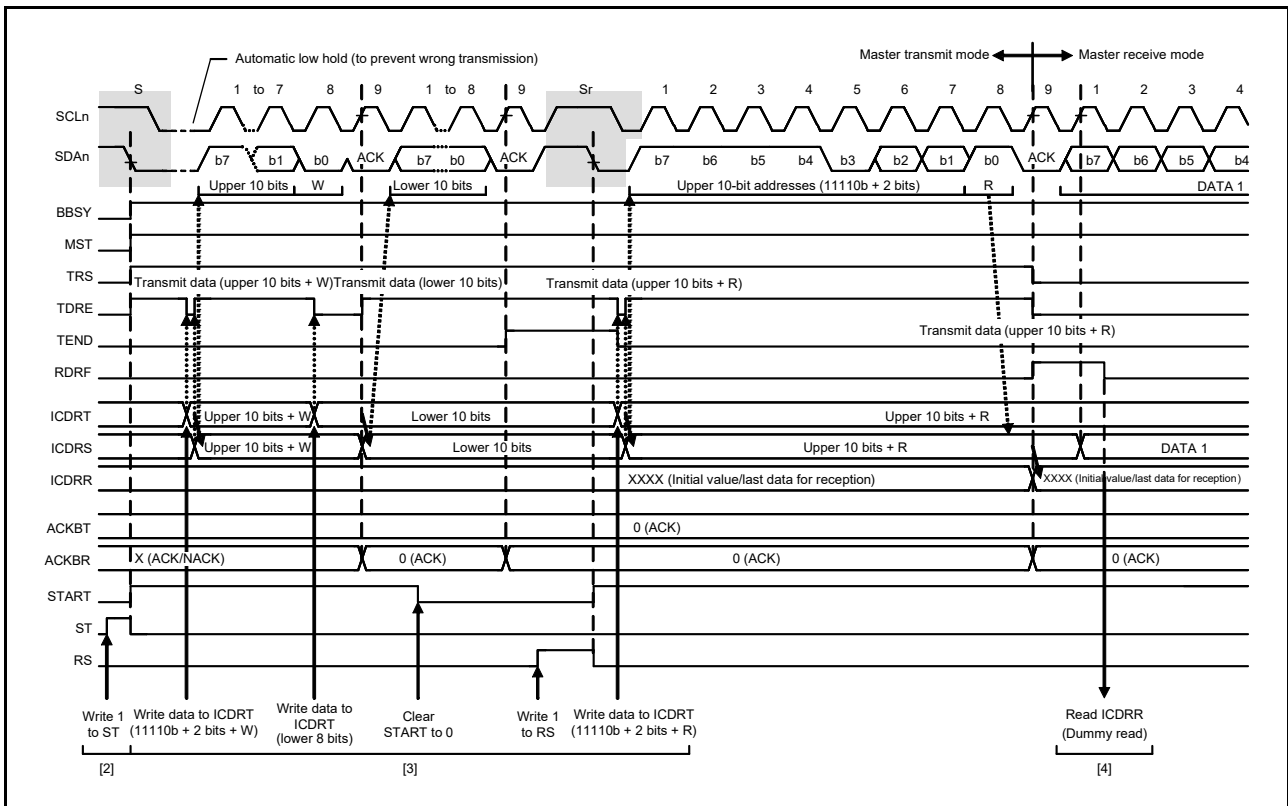 Automatic low hold (to prevent wrong transmission)
Master transmit mode
Master receive mode
S 1 to 7 8 9 1 to 8 9 Sr 1 2 3 4 5 6 7 8 9 1 2 3 4
SCLn
SDAn b7 b1 b0 ACK b7 b0 ACK b7 b6 b5 b4 b3 b2 b1 b0 ACK b7 b6 b5 b4
Upper 10 bits W Lower 10 bits Upper 10-bit addresses (11110b + 2 bits) R DATA 1
BBSY
MST
TRS
Transmit data (upper 10 bits + W) Transmit data (lower 10 bits) Transmit data (upper 10 bits + R)
TDRE
Transmit data (upper 10 bits + R)
TEND
RDRF
ICDRT Upper 10 bits + W Lower 10 bits Upper 10 bits + R
ICDRS Upper 10 bits + W Lower 10 bits Upper 10 bits + R DATA 1
ICDRR XXXX (Initial value/last data for reception) XXXX (Initial value/last data for reception)
ACKBT 0 (ACK)
ACKBR X (ACK/NACK) 0 (ACK) 0 (ACK) 0 (ACK)
START
ST
RS
Write 1
to ST
Write data to ICDRT
(11110b + 2 bits + W)
Write data to
ICDRT
(lower 8 bits)
Clear
START to 0
Write 1
to RS
Write data to ICDRT
(11110b + 2 bits + R)
Read ICDRR
(Dummy read)
[2] [3] [4]